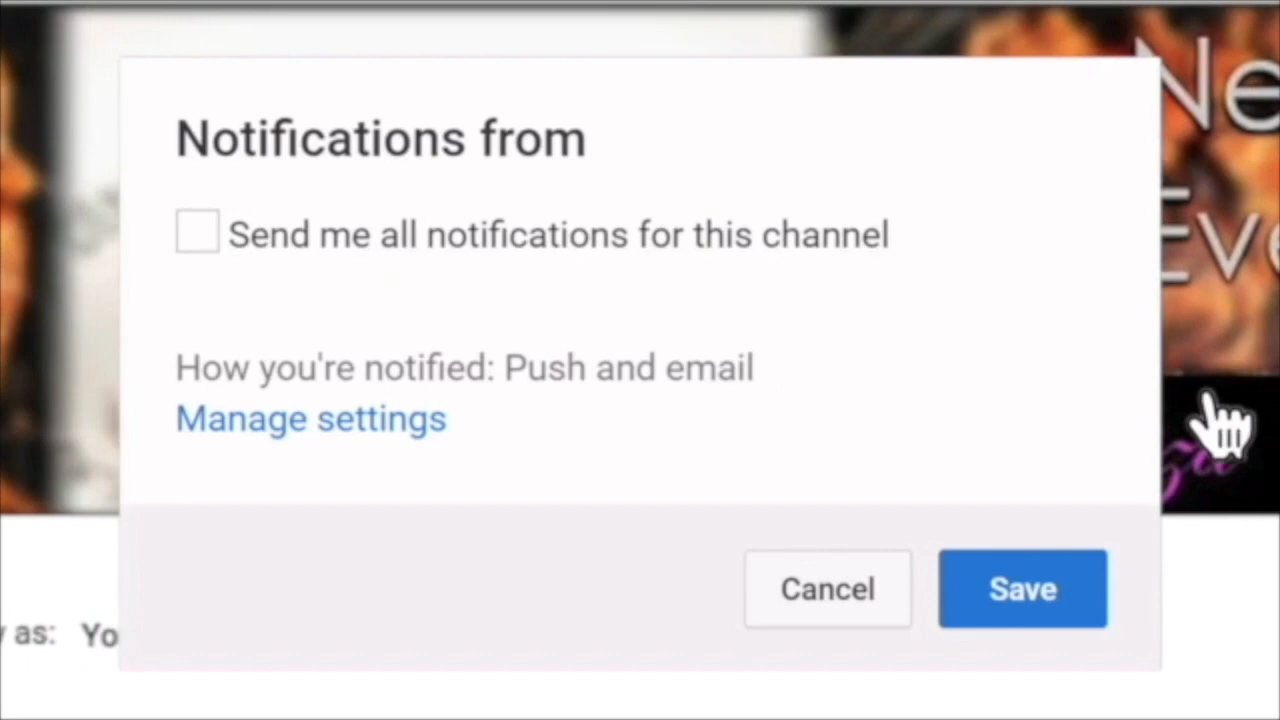 Notifications from
Send me all notifications for this channel
How you're notified: Push and email
Manage settings
Cancel
Save
as: